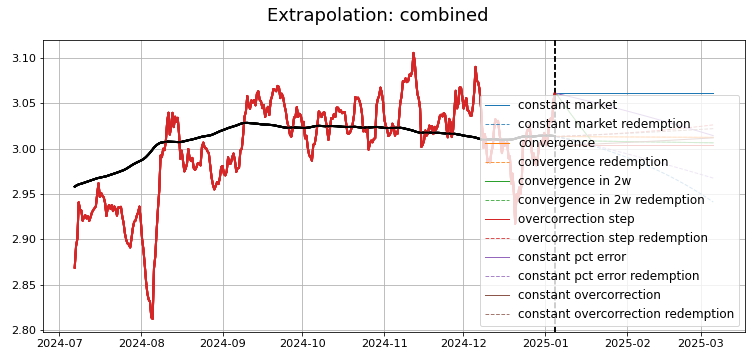 Extrapolation: combined
3.10
3.05
3.00
2.95
2.90
2.85
2.80
constant market
constant market redemption
convergence
convergence redemption
convergence in 2w
convergence in 2w redemption
overcorrection step
overcorrection step redemption
constant pct error
constant pct error redemption
constant overcorrection
constant overcorrection redemption
2024-07 2024-08 2024-09 2024-10 2024-11 2024-12 2025-01 2025-02 2025-03